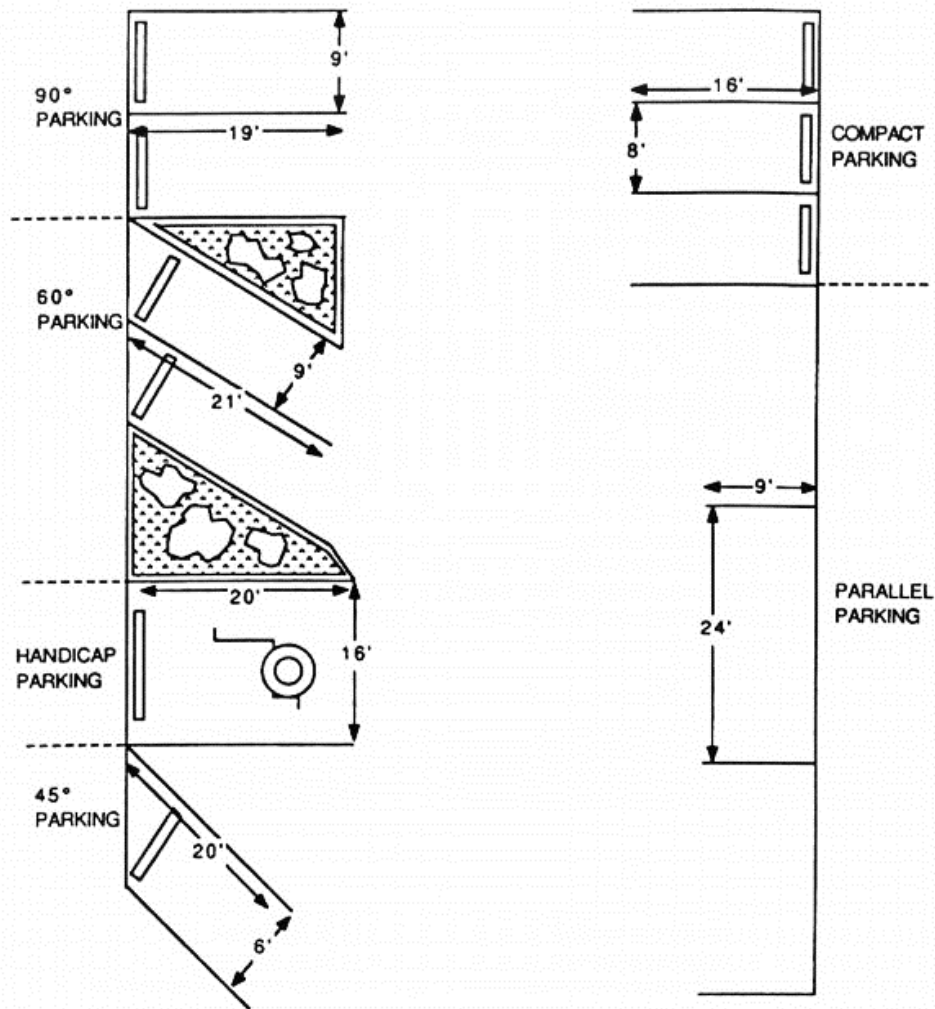 9'
90°
PARKING
19'
16'
8'
COMPACT
PARKING
60°
PARKING
9'
21'
9'
20'
24'
PARALLEL
PARKING
HANDICAP
PARKING
16'
45°
PARKING
20'
6'